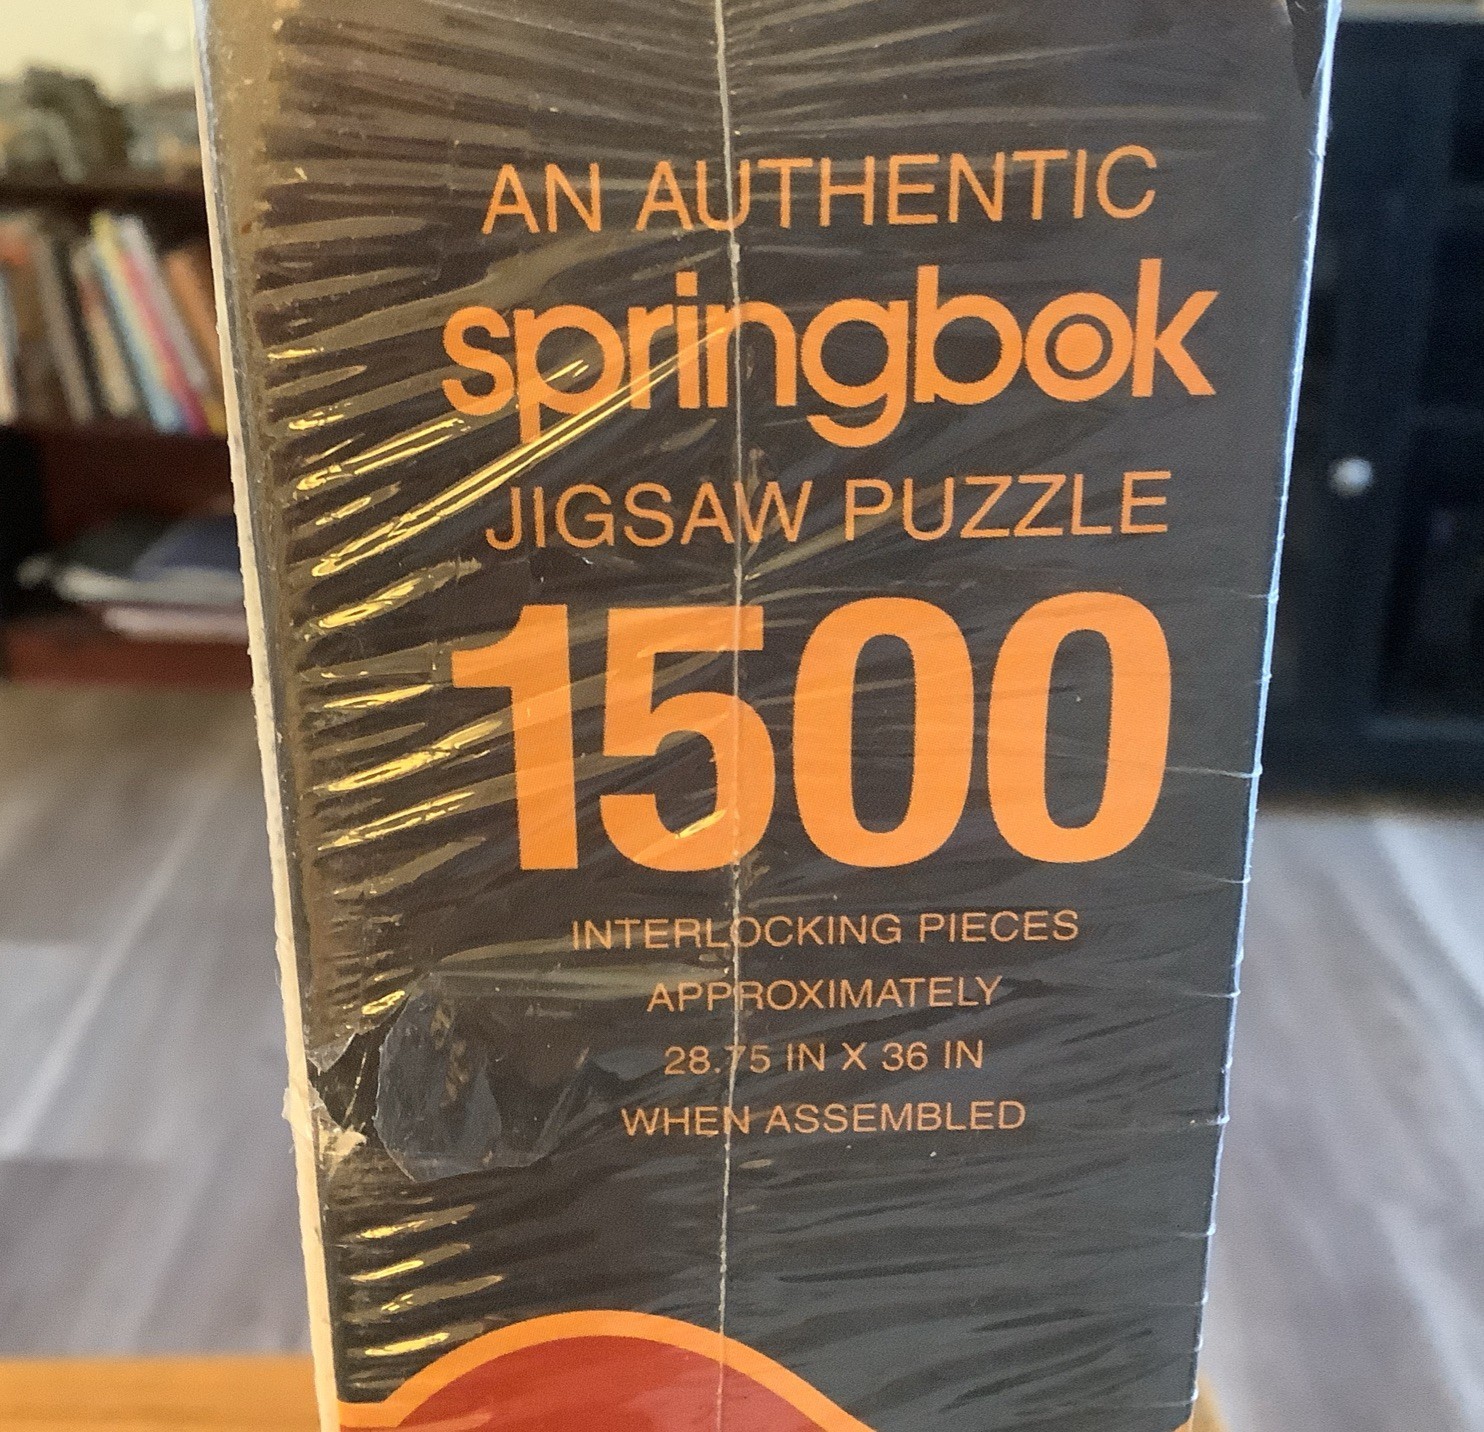 AN AUTHENTIC
springbok
JIGSAW PUZZLE
1500
INTERLOCKING PIECES
APPROXIMATELY
28.75 IN X 36 IN
WHEN ASSEMBLED